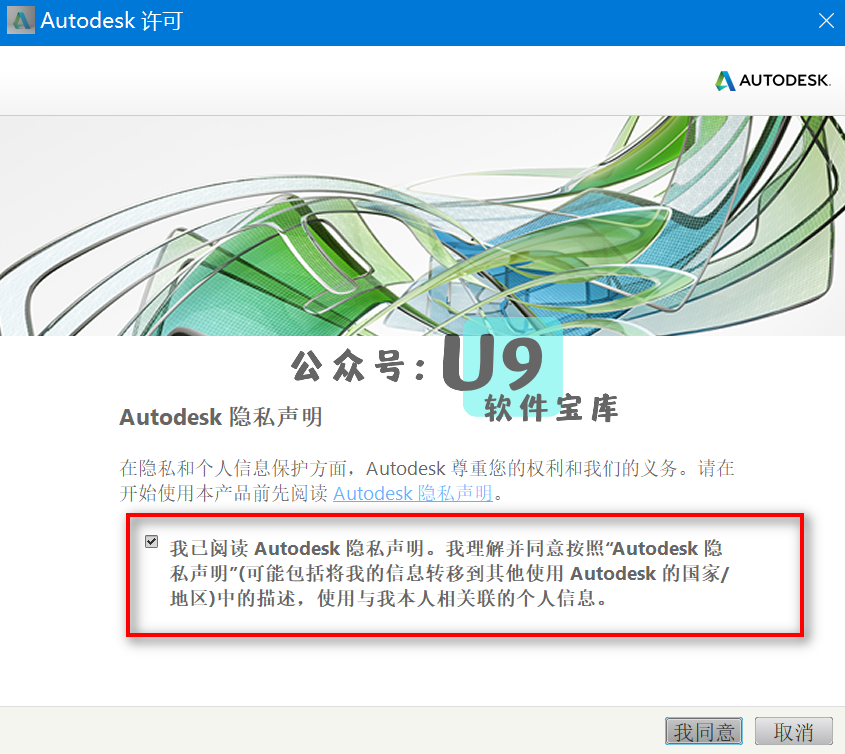 Autodesk 许可
AUTODESK.
公众号: U9
软件宝库
Autodesk 隐私声明
在隐私和个人信息保护方面，Autodesk 尊重您的权利和我们的义务。请在
开始使用本产品前先阅读 Autodesk 隐私声明。
我已阅读 Autodesk 隐私声明。我理解并同意按照“Autodesk 隐
私声明”(可能包括将我的信息转移到其他使用 Autodesk 的国家/
地区)中的描述，使用与我本人相关联的个人信息。
我同意 取消